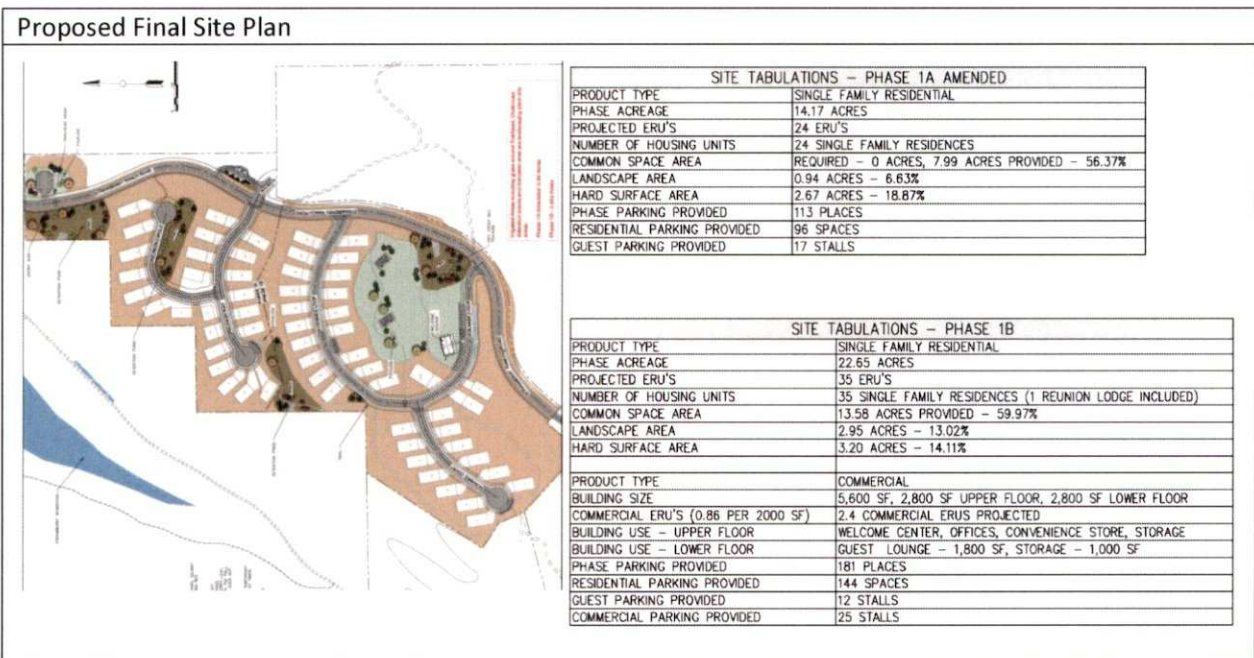 Proposed Final Site Plan
SITE TABULATIONS – PHASE 1A AMENDED
PRODUCT TYPE SINGLE FAMILY RESIDENTIAL
PHASE ACREAGE 14.17 ACRES
PROJECTED ERU'S 24 ERU'S
NUMBER OF HOUSING UNITS 24 SINGLE FAMILY RESIDENCES
COMMON SPACE AREA REQUIRED – 0 ACRES, 7.99 ACRES PROVIDED – 56.37%
LANDSCAPE AREA 0.94 ACRES – 6.63%
HARD SURFACE AREA 2.67 ACRES – 18.87%
PHASE PARKING PROVIDED 113 PLACES
RESIDENTIAL PARKING PROVIDED 96 SPACES
GUEST PARKING PROVIDED 17 STALLS
SITE TABULATIONS – PHASE 1B
PRODUCT TYPE SINGLE FAMILY RESIDENTIAL
PHASE ACREAGE 22.65 ACRES
PROJECTED ERU'S 35 ERU'S
NUMBER OF HOUSING UNITS 35 SINGLE FAMILY RESIDENCES (1 REUNION LODGE INCLUDED)
COMMON SPACE AREA 13.58 ACRES PROVIDED – 59.97%
LANDSCAPE AREA 2.95 ACRES – 13.02%
HARD SURFACE AREA 3.20 ACRES – 14.11%
PRODUCT TYPE COMMERCIAL
BUILDING SIZE 5,600 SF, 2,800 SF UPPER FLOOR, 2,800 SF LOWER FLOOR
COMMERCIAL ERU'S (0.86 PER 2000 SF) 2.4 COMMERCIAL ERUS PROJECTED
BUILDING USE – UPPER FLOOR WELCOME CENTER, OFFICES, CONVENIENCE STORE, STORAGE
BUILDING USE – LOWER FLOOR GUEST LOUNGE – 1,800 SF, STORAGE – 1,000 SF
PHASE PARKING PROVIDED 181 PLACES
RESIDENTIAL PARKING PROVIDED 144 SPACES
GUEST PARKING PROVIDED 12 STALLS
COMMERCIAL PARKING PROVIDED 25 STALLS